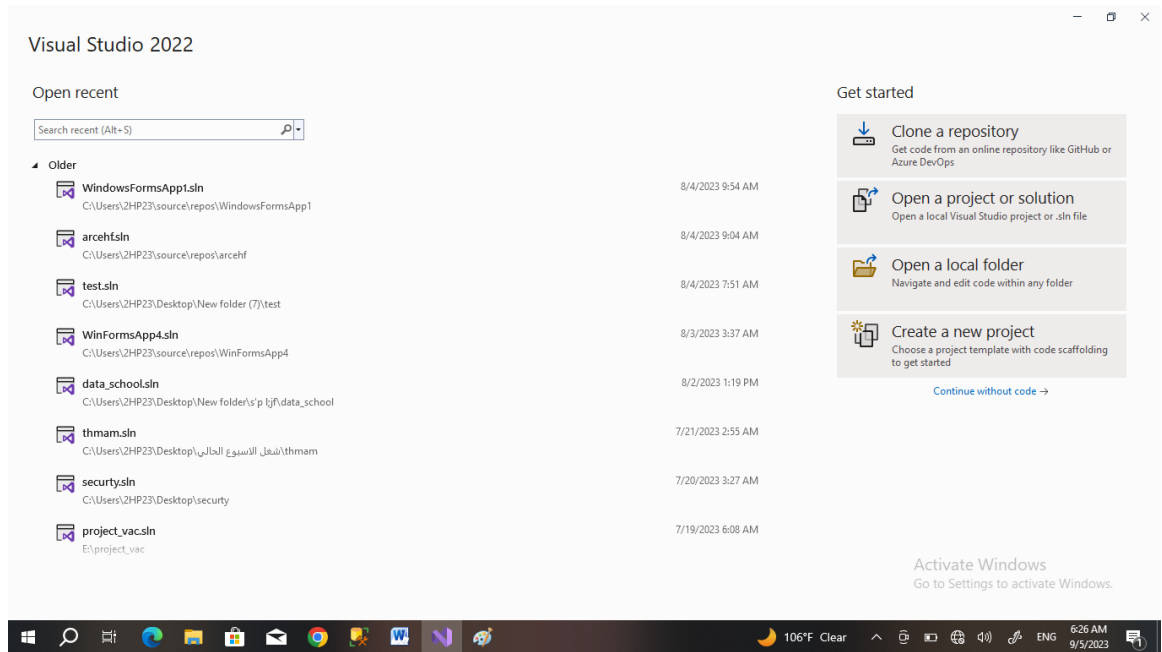 Visual Studio 2022
Open recent
Search recent (Alt+S)
Older
WindowsFormsApp1.sln
8/4/2023 9:54 AM
C:\Users\2HP23\source\repos\WindowsFormsApp1
arcehf.sln
8/4/2023 9:04 AM
C:\Users\2HP23\source\repos\arcehf
test.sln
8/4/2023 7:51 AM
C:\Users\2HP23\Desktop\New folder (7)\test
WinFormsApp4.sln
8/3/2023 3:37 AM
C:\Users\2HP23\source\repos\WinFormsApp4
data_school.sln
8/2/2023 1:19 PM
C:\Users\2HP23\Desktop\New folder\s'p l;jf\data_school
thmam.sln
7/21/2023 2:55 AM
C:\Users\2HP23\Desktop\شغل الاسبوع الحالي\thmam
securty.sln
7/20/2023 3:27 AM
C:\Users\2HP23\Desktop\securty
project_vac.sln
7/19/2023 6:08 AM
E:\project_vac
Get started
Clone a repository
Get code from an online repository like GitHub or
Azure DevOps
Open a project or solution
Open a local Visual Studio project or .sln file
Open a local folder
Navigate and edit code within any folder
Create a new project
Choose a project template with code scaffolding
to get started
Continue without code →
Activate Windows
Go to Settings to activate Windows.
106°F Clear
ENG
6:26 AM
9/5/2023
1